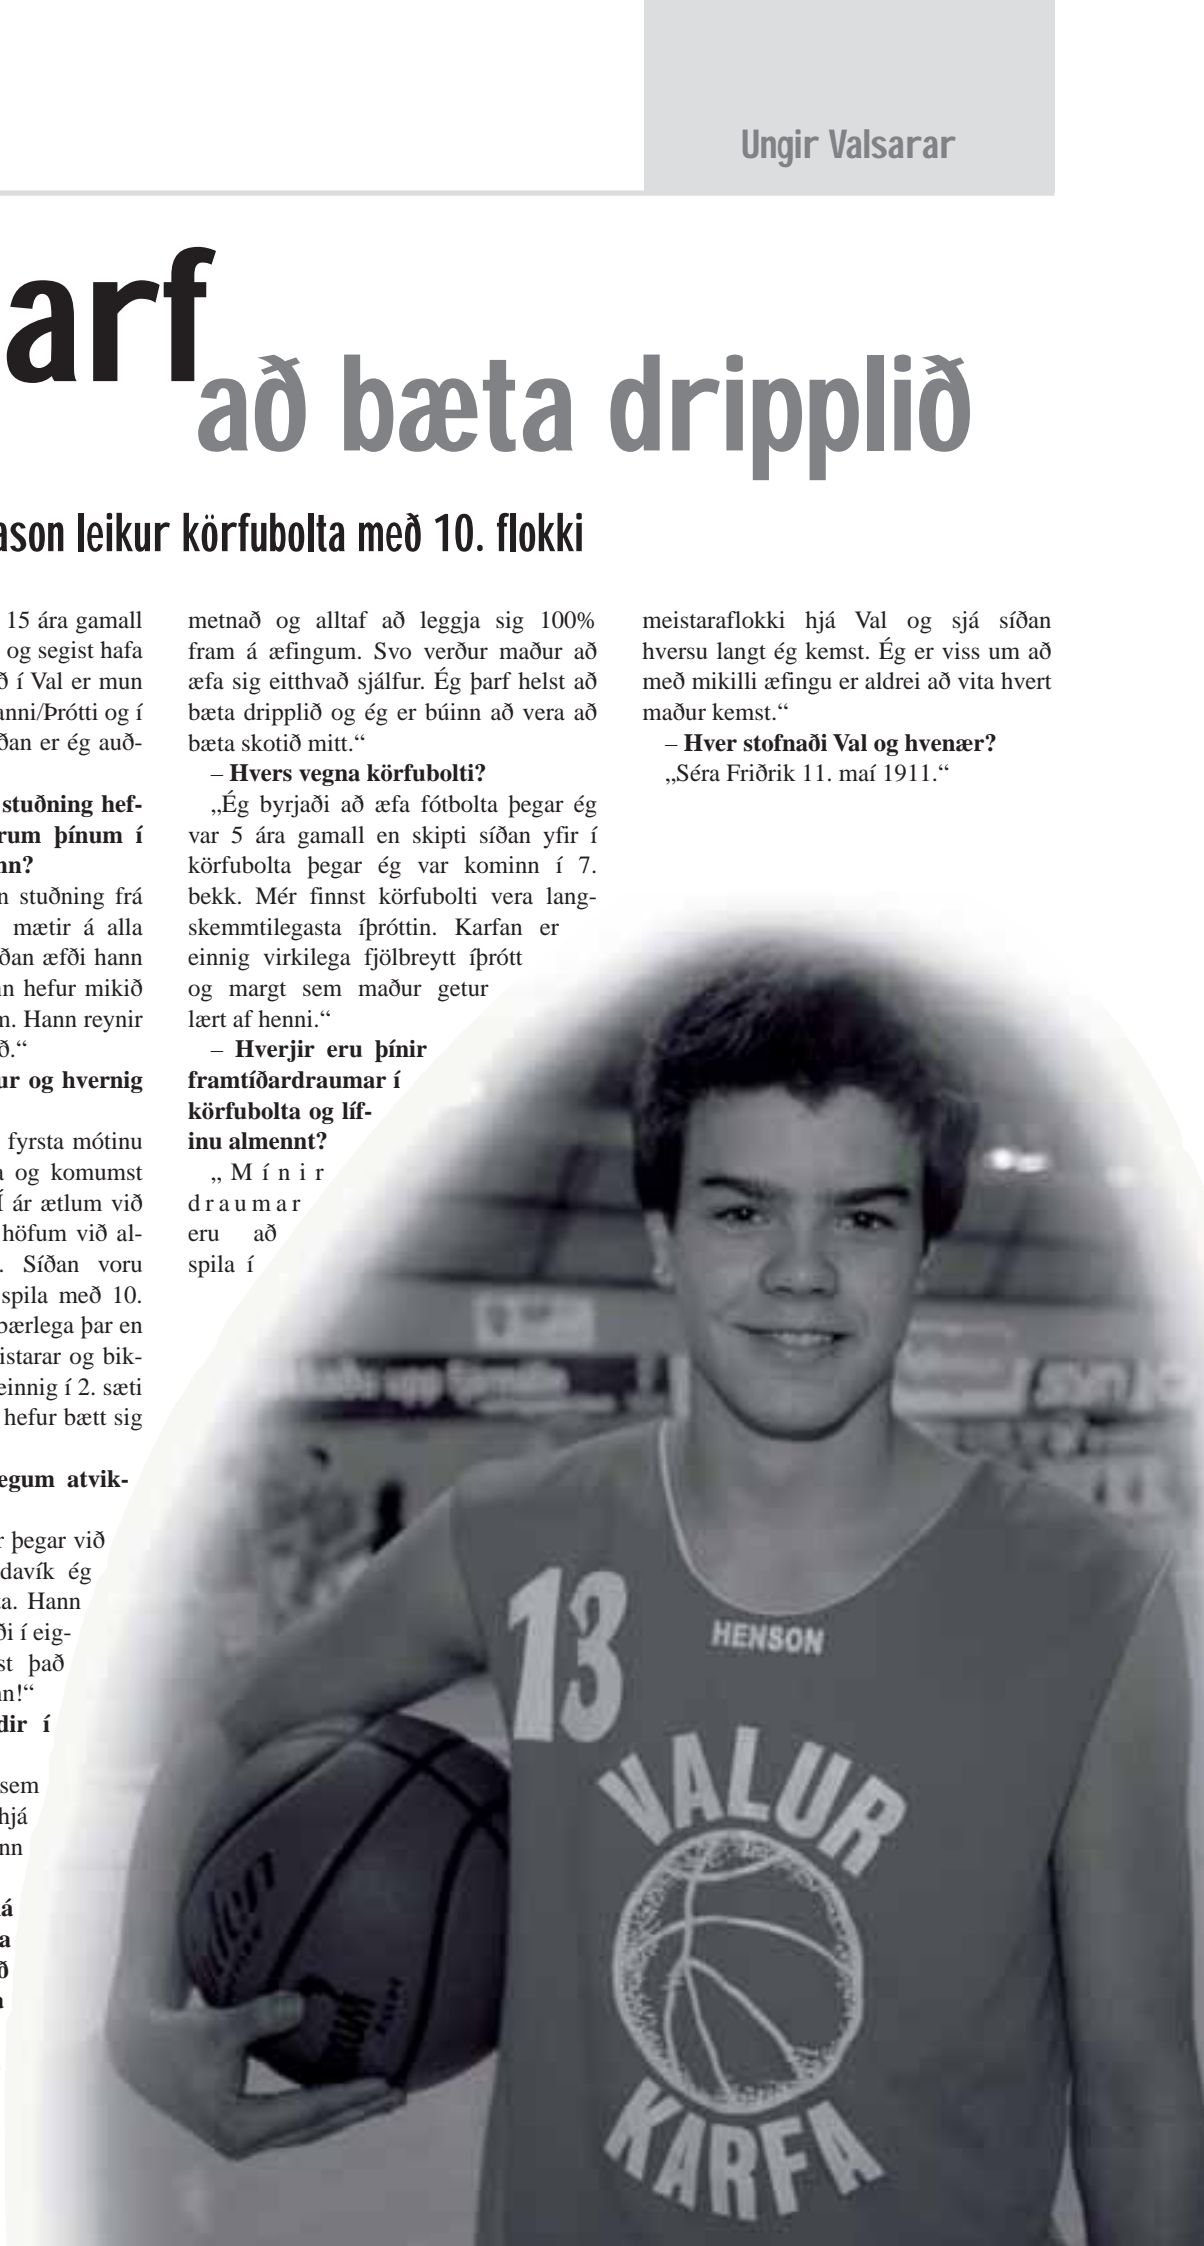 Ungir Valsarar
arf
að bæta dripplið
ason leikur körfubolta með 10. flokki
15 ára gamall
og segist hafa
ð í Val er mun
anni/Þrótti og í
ðan er ég auð-
stuðning hef-
rum þínum í
nn?
n stuðning frá
mætir á alla
ðan æfði hann
nn hefur mikið
m. Hann reynir
ð.“
ur og hvernig
fyrsta mótinu
a og komumst
Í ár ætlum við
höfum við al-
. Síðan voru
spila með 10.
bærlega þar en
istarar og bik-
einnig í 2. sæti
hefur bætt sig
egum atvik-
r þegar við
davík ég
ta. Hann
ði í eig-
st það
nn!“
dir í
sem
hjá
nn
á
a
ð
a
metnað og alltaf að leggja sig 100%
fram á æfingum. Svo verður maður að
æfa sig eitthvað sjálfur. Ég þarf helst að
bæta dripplið og ég er búinn að vera að
bæta skotið mitt.“
– Hvers vegna körfubolti?
„Ég byrjaði að æfa fótbolta þegar ég
var 5 ára gamall en skipti síðan yfir í
körfubolta þegar ég var kominn í 7.
bekk. Mér finnst körfubolti vera lang-
skemmtilegasta íþróttin. Karfan er
einnig virkilega fjölbreytt íþrótt
og margt sem maður getur
lært af henni.“
– Hverjir eru þínir
framtíðardraumar í
körfubolta og líf-
inu almennt?
„Mínir
draumar
eru að
spila í
meistaraflokki hjá Val og sjá síðan
hversu langt ég kemst. Ég er viss um að
með mikilli æfingu er aldrei að vita hvert
maður kemst.“
– Hver stofnaði Val og hvenær?
„Séra Friðrik 11. maí 1911.“
13
HENSON
VALUR
KARFA